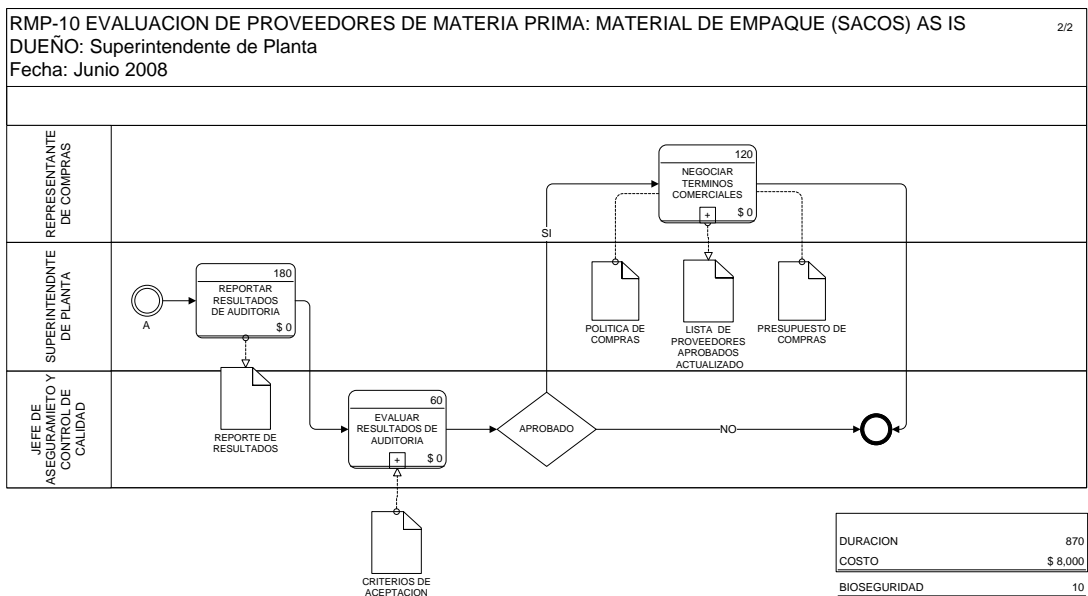 RMP-10 EVALUACION DE PROVEEDORES DE MATERIA PRIMA: MATERIAL DE EMPAQUE (SACOS) AS IS
2/2
DUEÑO: Superintendente de Planta
Fecha: Junio 2008
REPRESENTANTE
DE COMPRAS
120
NEGOCIAR
TERMINOS
COMERCIALES
+
$ 0
SI
SUPERINTENDNTE
DE PLANTA
A
180
REPORTAR
RESULTADOS
DE AUDITORIA
$ 0
POLITICA DE
COMPRAS
LISTA DE
PROVEEDORES
APROBADOS
ACTUALIZADO
PRESUPUESTO DE
COMPRAS
JEFE DE
ASEGURAMIETO Y
CONTROL DE
CALIDAD
REPORTE DE
RESULTADOS
60
EVALUAR
RESULTADOS DE
AUDITORIA
+
$ 0
APROBADO
NO
CRITERIOS DE
ACEPTACION
DURACION 870
COSTO $ 8,000
BIOSEGURIDAD 10